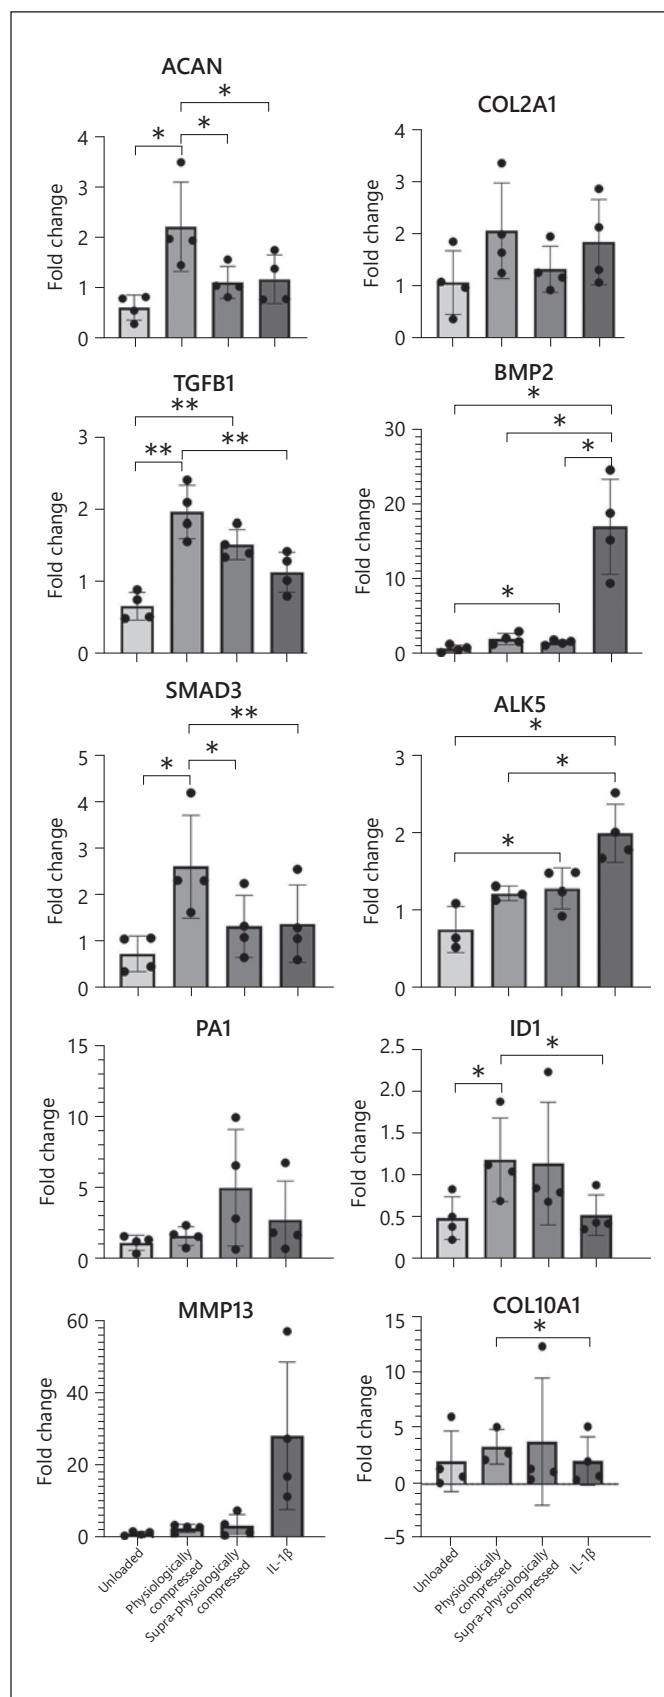 ACAN
*
*
*
4
3
2
1
0
Fold change
COL2A1
4
3
2
1
0
Fold change
TGFB1
**
**
**
3
2
1
0
Fold change
BMP2
*
*
*
*
30
20
10
0
Fold change
SMAD3
**
*
*
5
4
3
2
1
0
Fold change
ALK5
*
*
*
3
2
1
0
Fold change
PA1
15
10
5
0
Fold change
ID1
*
*
2.5
2.0
1.5
1.0
0.5
0
Fold change
MMP13
60
40
20
0
Fold change
Unloaded
Physiologically
compressed
Supra-physiologically
compressed
IL-1β
COL10A1
*
15
10
5
0
–5
Fold change
Unloaded
Physiologically
compressed
Supra-physiologically
compressed
IL-1β